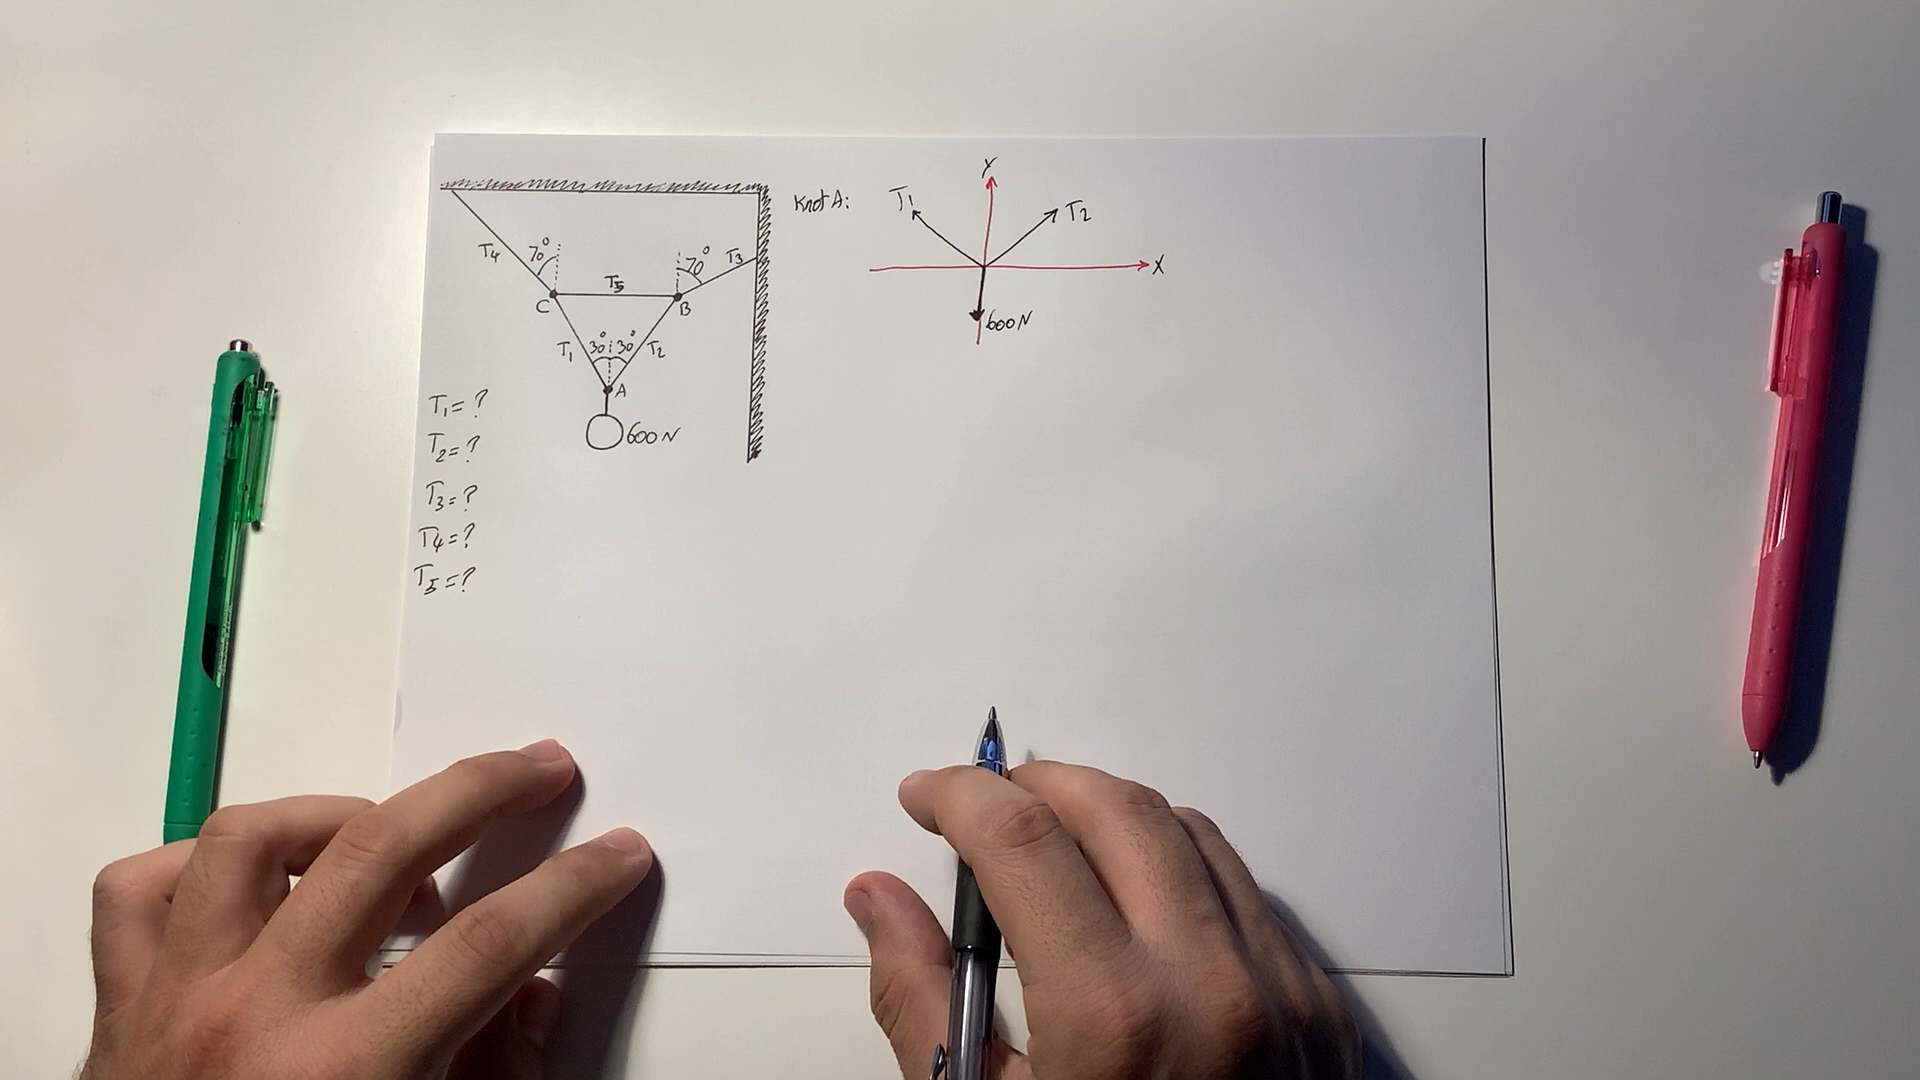 T4
70°
70°
T3
T5
C
B
T1
30°
30°
T2
A
600N
T1=?
T2=?
T3=?
T4=?
T5=?
Knot A:
Y
T1
T2
X
600N